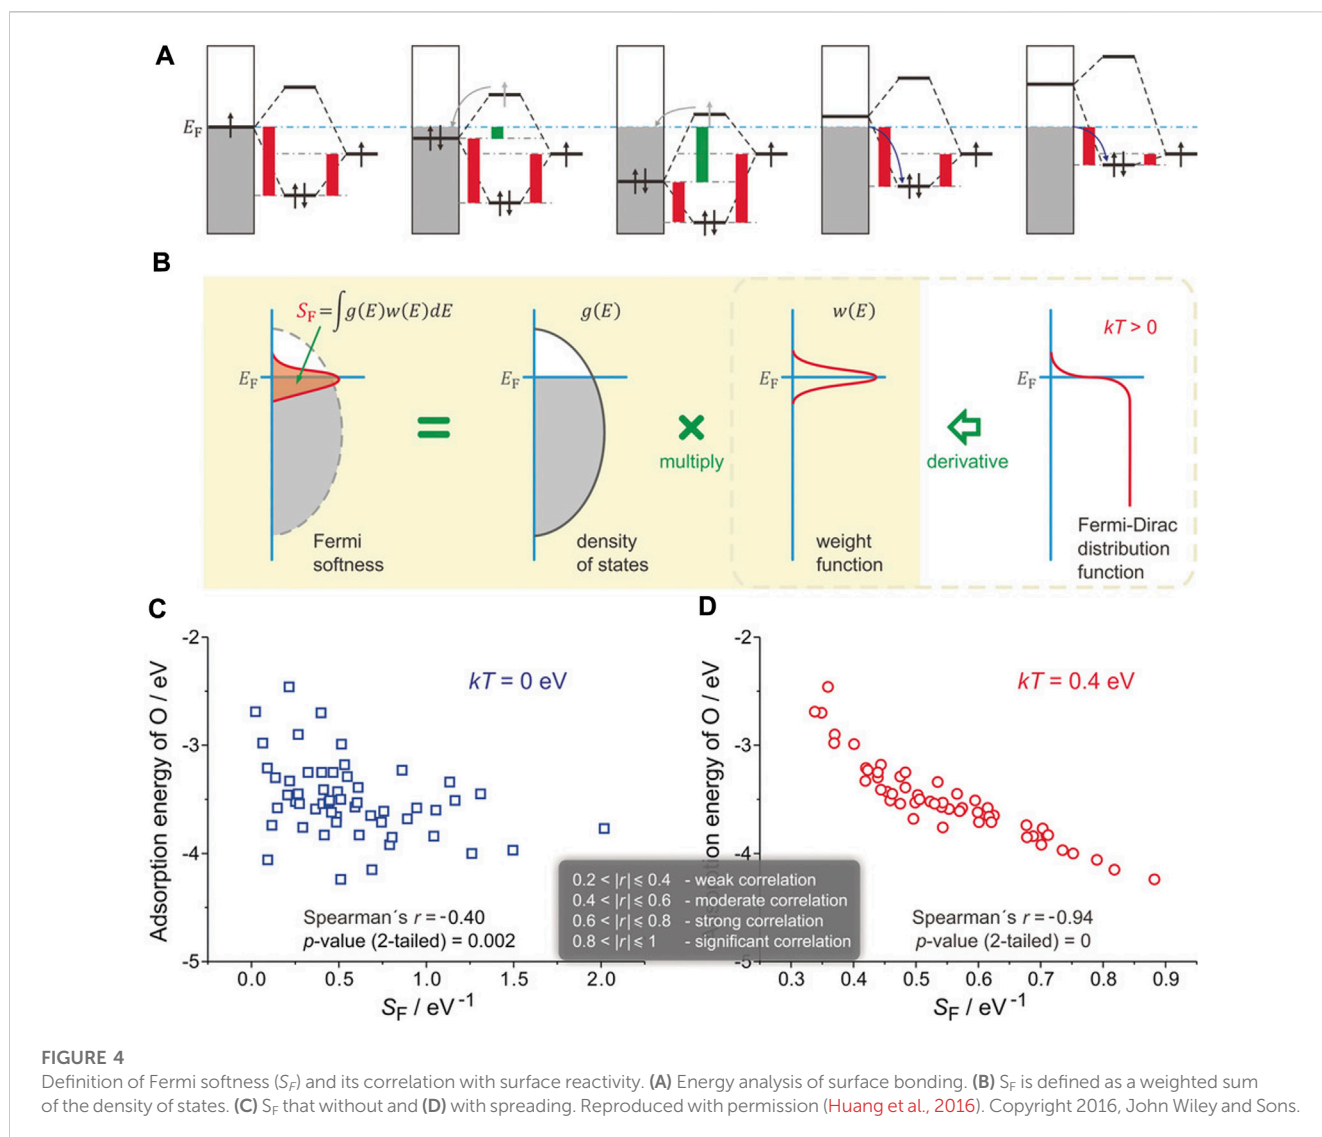 A
E_F
B
S_F = ∫ g(E)w(E)dE
g(E)
w(E)
kT > 0
E_F
E_F
E_F
multiply
derivative
Fermi
softness
density
of states
weight
function
Fermi-Dirac
distribution
function
C
-2
-3
-4
-5
Adsorption energy of O / eV
kT = 0 eV
Spearman´s r = -0.40
p-value (2-tailed) = 0.002
0.0 0.5 1.0 1.5 2.0
S_F / eV⁻¹
0.2 < |r| ⩽ 0.4 - weak correlation
0.4 < |r| ⩽ 0.6 - moderate correlation
0.6 < |r| ⩽ 0.8 - strong correlation
0.8 < |r| ⩽ 1 - significant correlation
D
-2
-3
-4
-5
Adsorption energy of O / eV
kT = 0.4 eV
Spearman´s r = -0.94
p-value (2-tailed) = 0
0.3 0.4 0.5 0.6 0.7 0.8 0.9
S_F / eV⁻¹
FIGURE 4
Definition of Fermi softness (S_F) and its correlation with surface reactivity. (A) Energy analysis of surface bonding. (B) S_F is defined as a weighted sum
of the density of states. (C) S_F that without and (D) with spreading. Reproduced with permission (Huang et al., 2016). Copyright 2016, John Wiley and Sons.